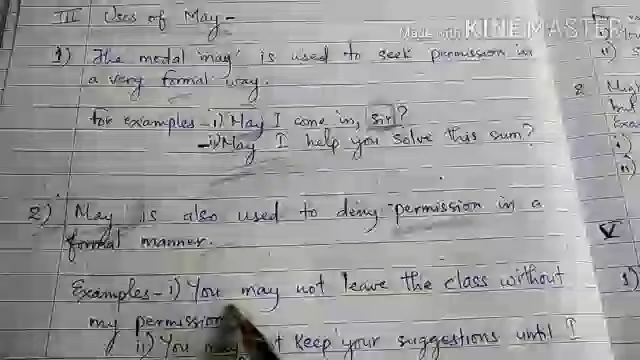 Made with KINEMASTER
III Uses of May-
1) The modal 'may' is used to seek permission in
a very formal way.
For examples - i) May I come in, sir?
- ii) May I help you solve this sum?
2) 'May' is also used to deny permission in a
formal manner.
Examples - i) You may not leave the class without
my permission
ii) You keep your suggestions until I
2
V
1)